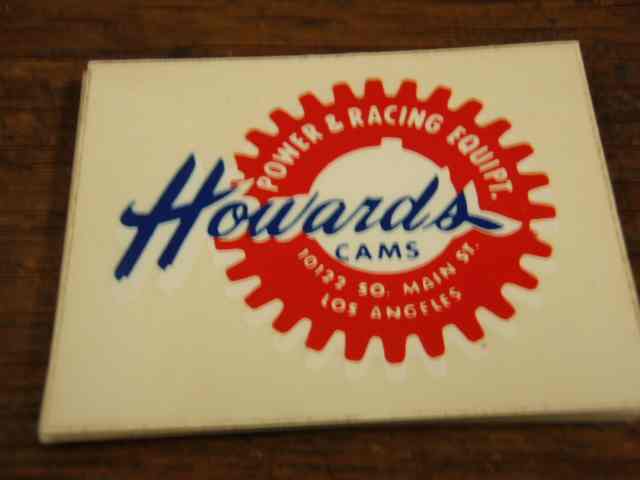 POWER & RACING EQUIPT.
Howards
CAMS
10122 SO. MAIN ST.
LOS ANGELES